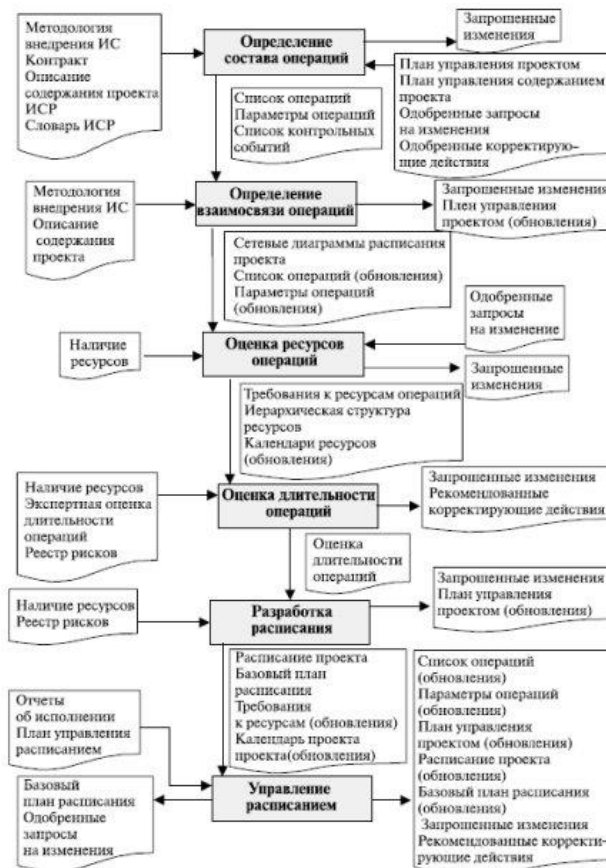 Методология
внедрения ИС
Контракт
Описание
содержания проекта
ИСР
Словарь ИСР
Определение
состава операций
Запрошенные
изменения
План управления проектом
План управления содержанием
проекта
Одобренные запросы
на изменения
Одобренные корректирую-
щие действия
Список операций
Параметры операций
Список контрольных
событий
Методология
внедрения ИС
Описание
содержания
проекта
Определение
взаимосвязи операций
Запрошенные изменения
Плен управления
проектом (обновления)
Сетевые диаграммы расписания
проекта
Список операций (обновления)
Параметры операций
(обновления)
Наличие
ресурсов
Оценка ресурсов
операций
Одобренные
запросы
на изменение
Запрошенные
изменения
Требования к ресурсам операций
Иерархическая структура
ресурсов
Календари ресурсов
(обновления)
Наличие ресурсов
Экспертная оценка
длительности
операций
Реестр рисков
Оценка длительности
операций
Запрошенные изменения
Рекомендованные
корректирующие действия
Оценка
длительности
операций
Наличие ресурсов
Реестр рисков
Разработка
расписания
Запрошенные изменения
План управления
проектом (обновления)
Расписание проекта
Базовый план
расписания
Требования
к ресурсам (обновления)
Календарь проекта
проекта(обновления)
Отчеты
об исполнении
План управления
расписанием
Базовый
план расписания
Одобренные
запросы
на изменения
Управление
расписанием
Список операций
(обновления)
Параметры операций
(обновления)
План управления
проектом (обновления)
Расписание проекта
(обновления)
Базовый план расписания
(обновления)
Запрошенные изменения
Рекомендованные корректи-
рующие действия